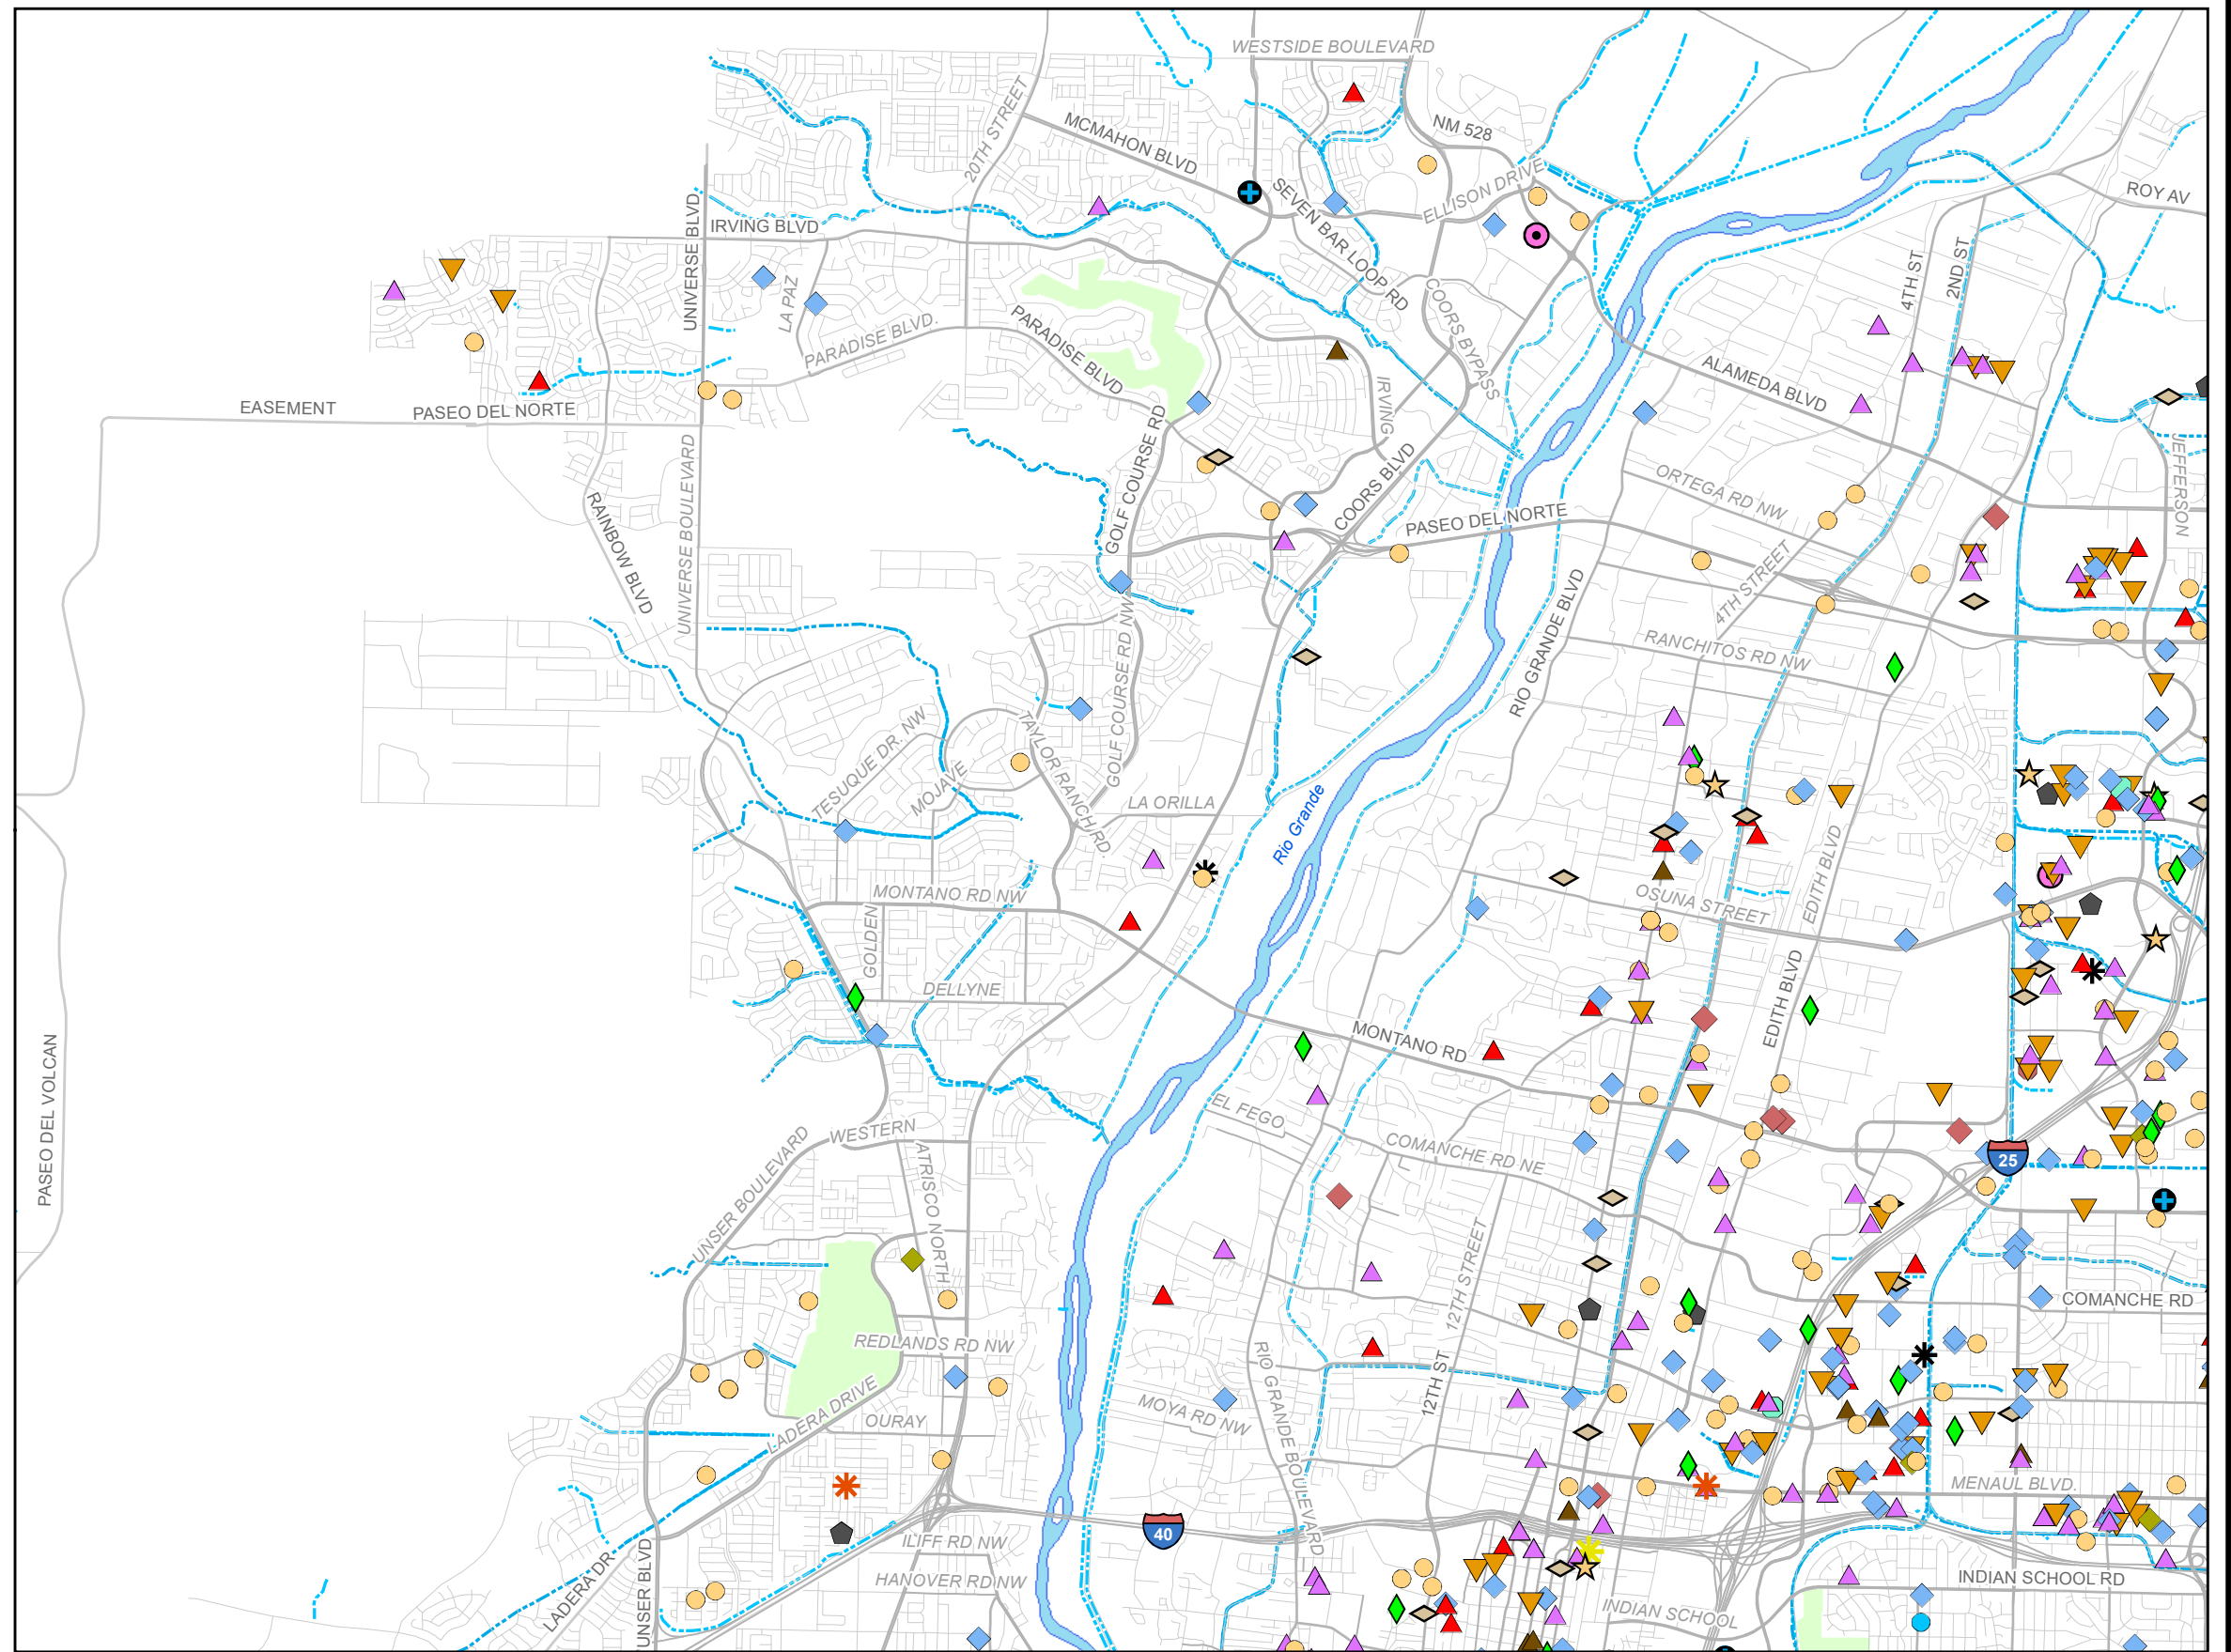 WESTSIDE BOULEVARD
20TH STREET
MCMAHON BLVD
NM 528
ELLISON DRIVE
SEVEN BAR LOOP RD
ROY AV
UNIVERSE BLVD
IRVING BLVD
LA PAZ
PARADISE BLVD.
PARADISE BLVD
COORS BYPASS
IRVING
4TH ST
2ND ST
ALAMEDA BLVD
EASEMENT
PASEO DEL NORTE
GOLF COURSE RD
COORS BLVD
PASEO DEL NORTE
ORTEGA RD NW
JEFFERSON
RAINBOW BLVD
UNIVERSE BOULEVARD
4TH STREET
RIO GRANDE BLVD
RANCHITOS RD NW
GOLF COURSE RD NW
TAYLOR RANCH RD.
TESUQUE DR. NW
MOJAVE
LA ORILLA
Rio Grande
MONTANO RD NW
GOLDEN
DELLYNE
OSUNA STREET
EDITH BLVD
EDITH BLVD
MONTANO RD
PASEO DEL VOLCAN
EL FEGO
COMANCHE RD NE
WESTERN
UNSER BOULEVARD
ATRISCO NORTH
25
12TH STREET
COMANCHE RD
REDLANDS RD NW
RIO GRANDE BOULEVARD
12TH ST
MOYA RD NW
LADERA DRIVE
OURAY
MENAUL BLVD.
40
ILIFF RD NW
HANOVER RD NW
LADERA DR
UNSER BLVD
INDIAN SCHOOL
INDIAN SCHOOL RD